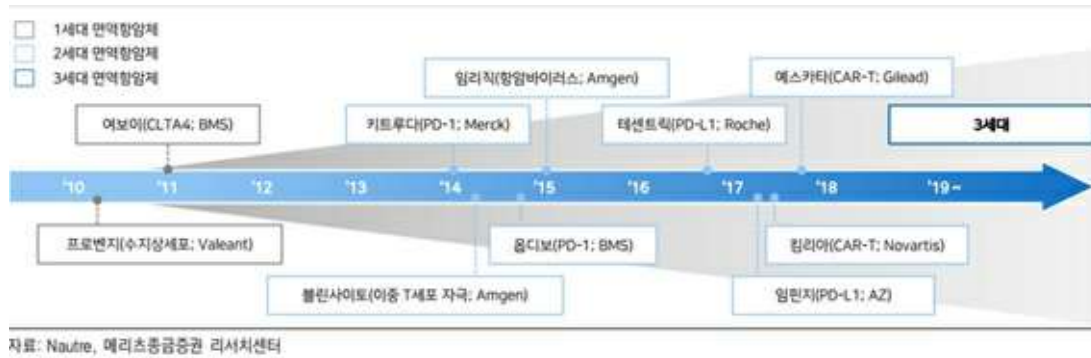 1세대 면역항암제
2세대 면역항암제
3세대 면역항암제
임리직(항암바이러스; Amgen)
예스카타(CAR-T; Gilead)
여보이(CLTA4; BMS)
키트루다(PD-1; Merck)
테센트릭(PD-L1; Roche)
3세대
'10 '11 '12 '13 '14 '15 '16 '17 '18 '19~
프로벤지(수지상세포; Valeant)
옵디보(PD-1; BMS)
킴리아(CAR-T; Novartis)
블린사이토(이중 T세포 자극; Amgen)
임핀지(PD-L1; AZ)
자료: Nautre, 메리츠종금증권 리서치센터